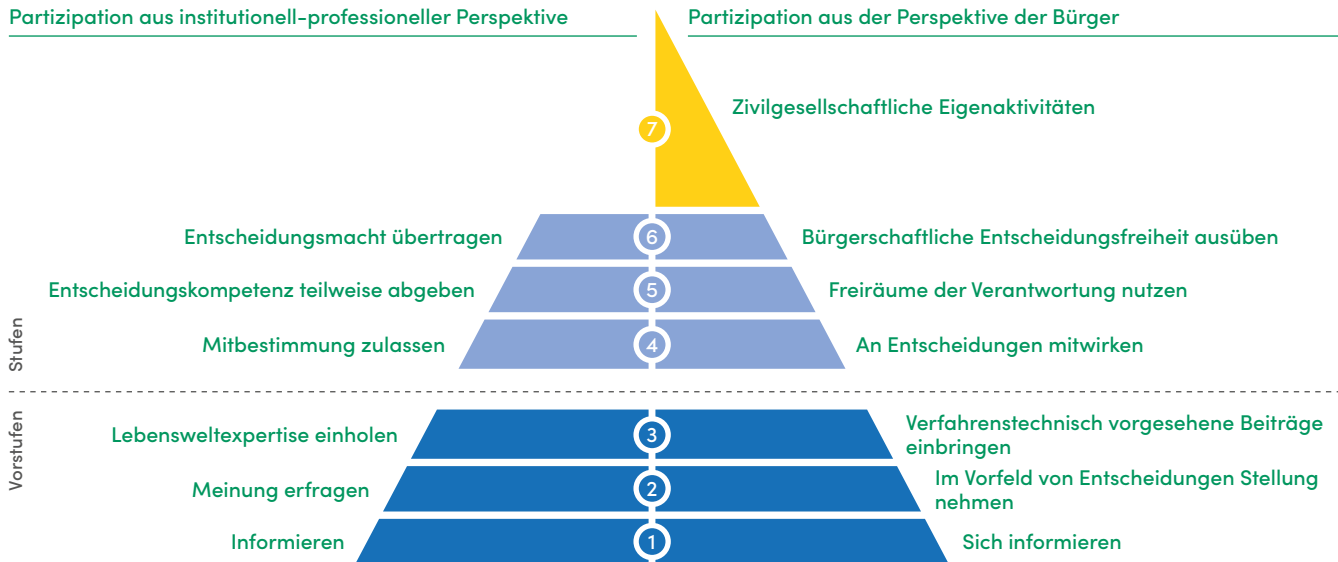 Partizipation aus institutionell-professioneller Perspektive
Partizipation aus der Perspektive der Bürger
7
Zivilgesellschaftliche Eigenaktivitäten
Entscheidungsmacht übertragen
6
Bürgerschaftliche Entscheidungsfreiheit ausüben
Entscheidungskompetenz teilweise abgeben
5
Freiräume der Verantwortung nutzen
Stufen
Mitbestimmung zulassen
4
An Entscheidungen mitwirken
Vorstufen
Lebensweltexpertise einholen
3
Verfahrenstechnisch vorgesehene Beiträge
einbringen
Meinung erfragen
2
Im Vorfeld von Entscheidungen Stellung
nehmen
Informieren
1
Sich informieren